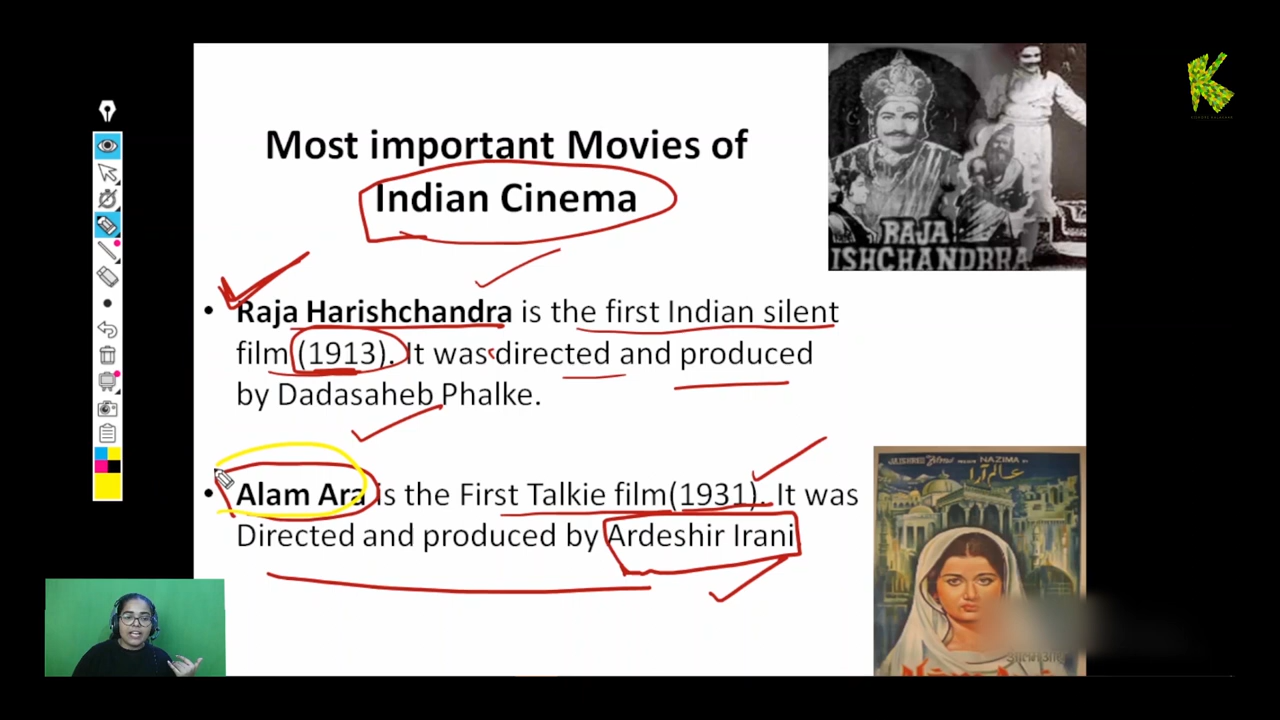 Most important Movies of
Indian Cinema
• Raja Harishchandra is the first Indian silent
film (1913). It was directed and produced
by Dadasaheb Phalke.
• Alam Ara is the First Talkie film(1931). It was
Directed and produced by Ardeshir Irani
RAJA
ISHCHANDRRA
NAZIMA
عالم آرا
K